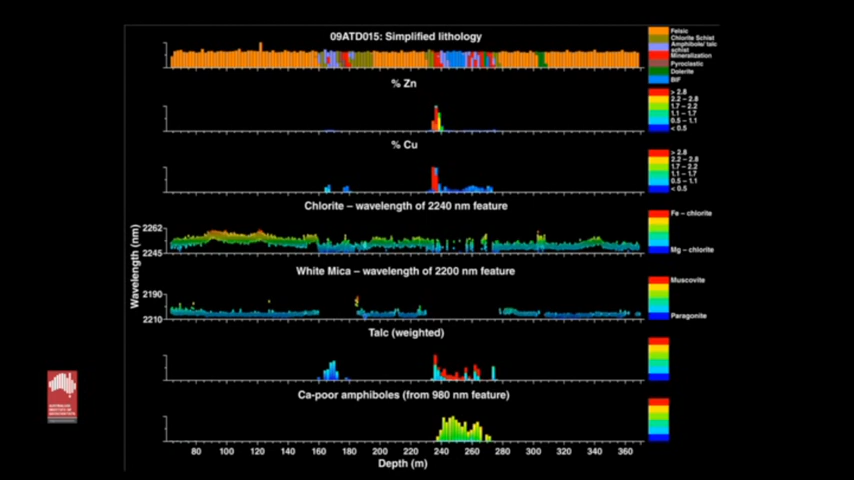 09ATD015: Simplified lithology
Felsic
Chlorite Schist
Amphibole/ talc
schist
Mineralization
Pyroclastic
Dolerite
BIF
% Zn
> 2.8
2.2 – 2.8
1.7 – 2.2
1.1 – 1.7
0.5 – 1.1
< 0.5
% Cu
> 2.8
2.2 – 2.8
1.7 – 2.2
1.1 – 1.7
0.5 – 1.1
< 0.5
Chlorite – wavelength of 2240 nm feature
2262
2245
Fe – chlorite
Mg – chlorite
Wavelength (nm)
White Mica – wavelength of 2200 nm feature
2190
2210
Muscovite
Paragonite
Talc (weighted)
Ca-poor amphiboles (from 980 nm feature)
80 100 120 140 160 180 200 220 240 260 280 300 320 340 360
Depth (m)